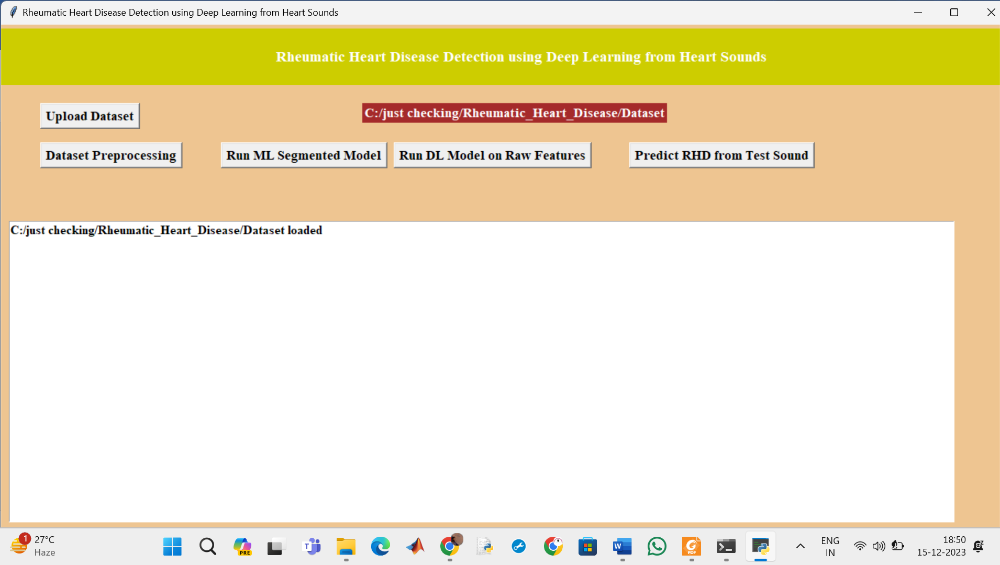 Rheumatic Heart Disease Detection using Deep Learning from Heart Sounds
Rheumatic Heart Disease Detection using Deep Learning from Heart Sounds
Upload Dataset
C:/just checking/Rheumatic_Heart_Disease/Dataset
Dataset Preprocessing
Run ML Segmented Model
Run DL Model on Raw Features
Predict RHD from Test Sound
C:/just checking/Rheumatic_Heart_Disease/Dataset loaded
1
27°C
Haze
PRE
T
W
PDF
ENG
IN
18:50
15-12-2023